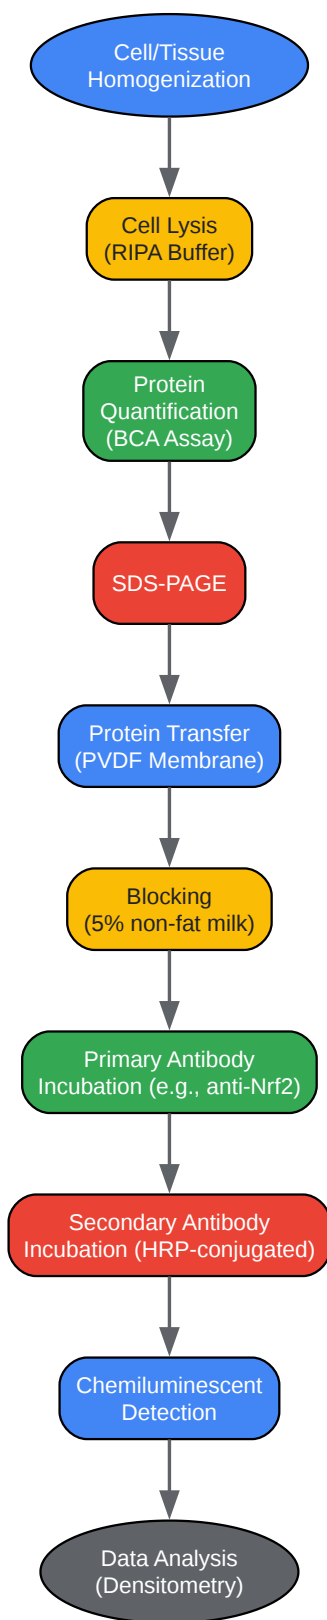 Cell/Tissue
Homogenization
Cell Lysis
(RIPA Buffer)
Protein
Quantification
(BCA Assay)
SDS-PAGE
Protein Transfer
(PVDF Membrane)
Blocking
(5% non-fat milk)
Primary Antibody
Incubation (e.g., anti-Nrf2)
Secondary Antibody
Incubation (HRP-conjugated)
Chemiluminescent
Detection
Data Analysis
(Densitometry)